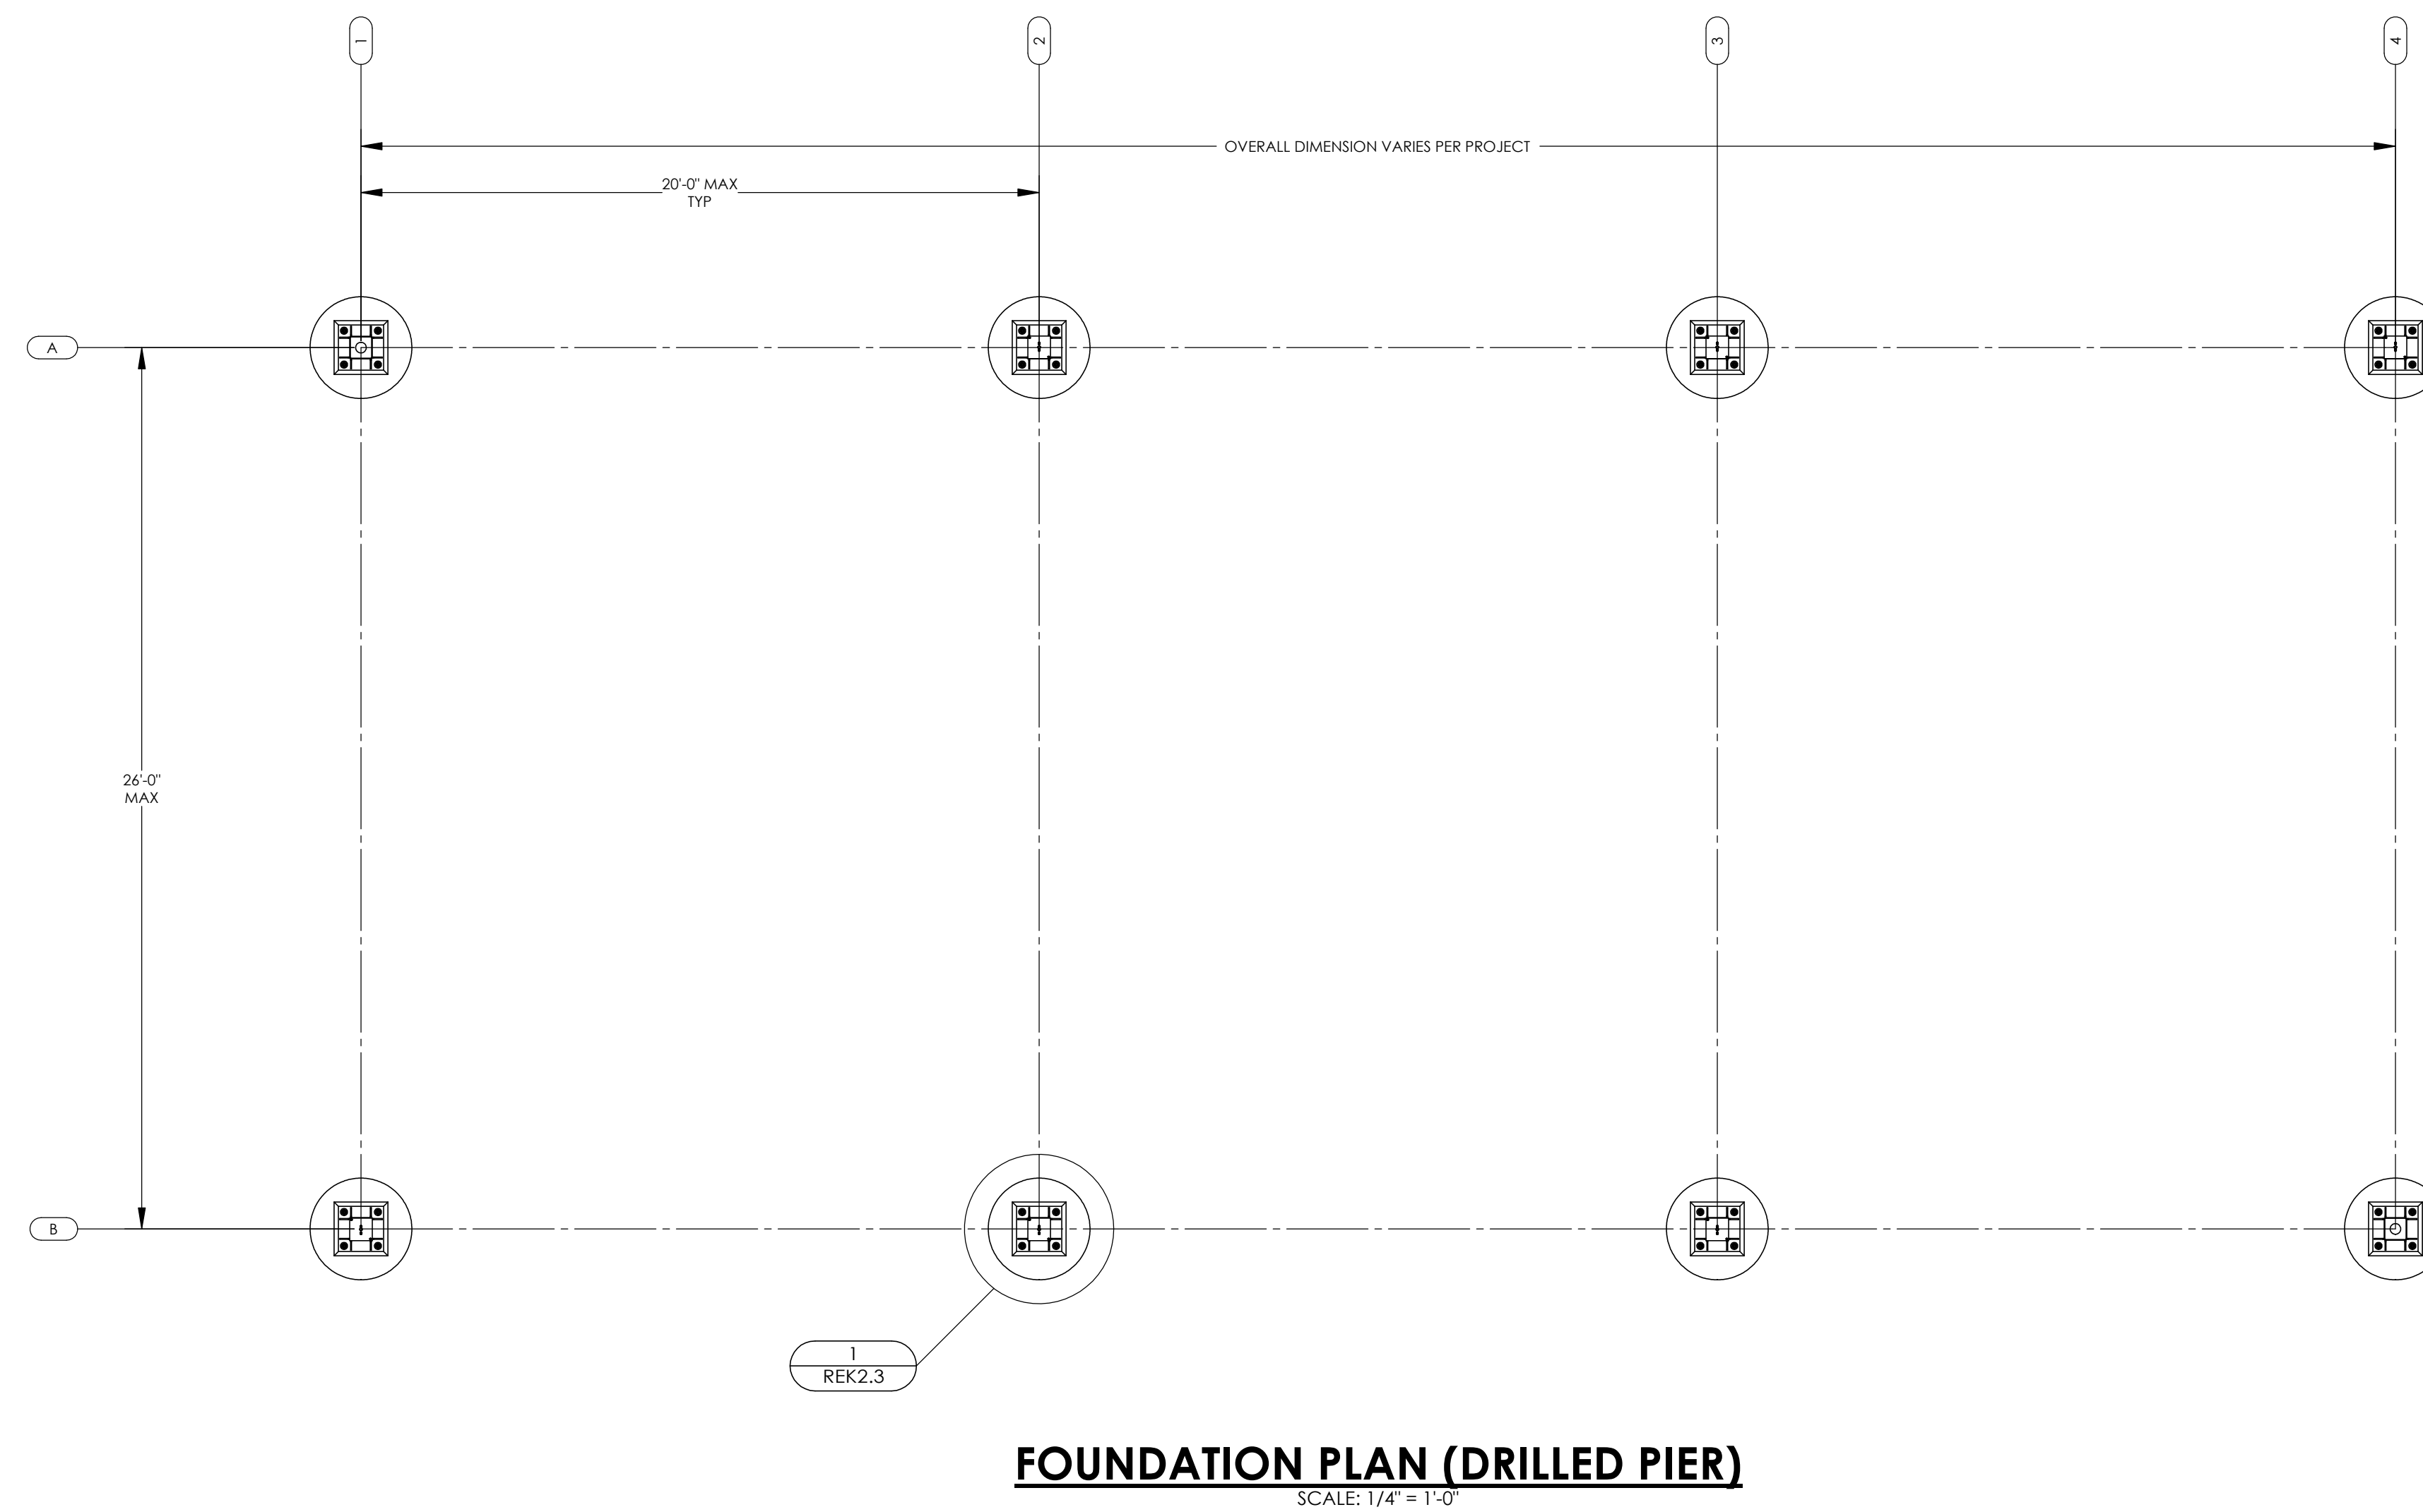 1
2
3
4
OVERALL DIMENSION VARIES PER PROJECT
20'-0" MAX
TYP
A
26'-0"
MAX
B
1
REK2.3
FOUNDATION PLAN (DRILLED PIER)
SCALE: 1/4" = 1'-0"